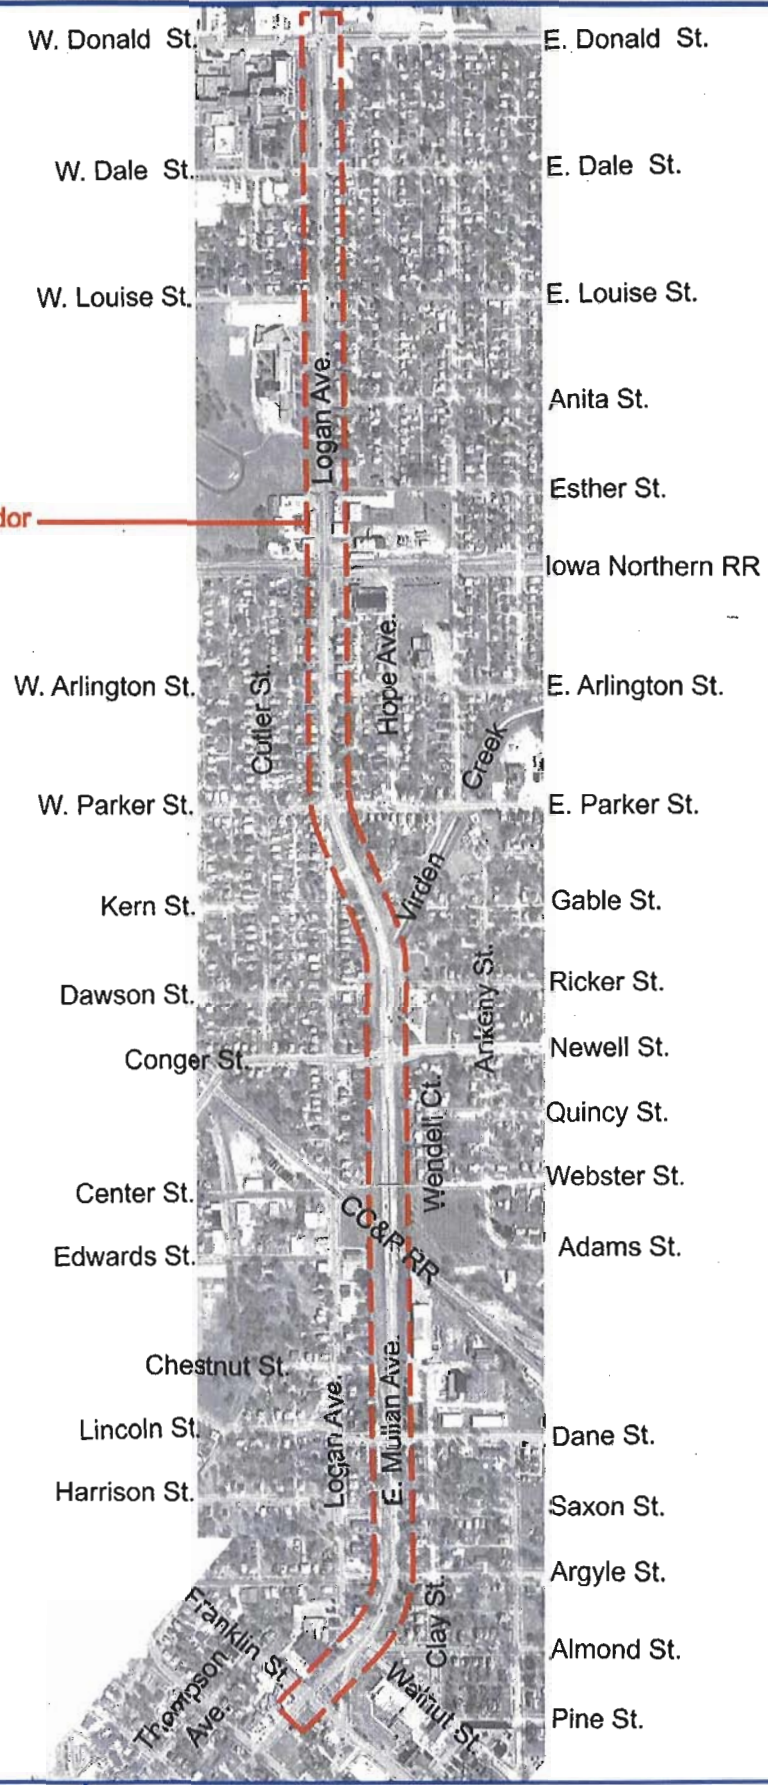 W. Donald St.
E. Donald St.
W. Dale St.
E. Dale St.
W. Louise St.
E. Louise St.
Logan Ave.
Anita St.
Esther St.
dor
Iowa Northern RR
W. Arlington St.
Cutler St.
Hope Ave.
E. Arlington St.
Creek
W. Parker St.
E. Parker St.
Virden
Kern St.
Gable St.
Dawson St.
Ankeny St.
Ricker St.
Conger St.
Newell St.
Wendell Ct.
Quincy St.
Center St.
Webster St.
CC&P RR
Edwards St.
Adams St.
Chestnut St.
Logan Ave.
E. Mullan Ave.
Lincoln St.
Dane St.
Harrison St.
Saxon St.
Argyle St.
Franklin St.
Thompson
Ave.
Clay St.
Walnut St.
Almond St.
Pine St.